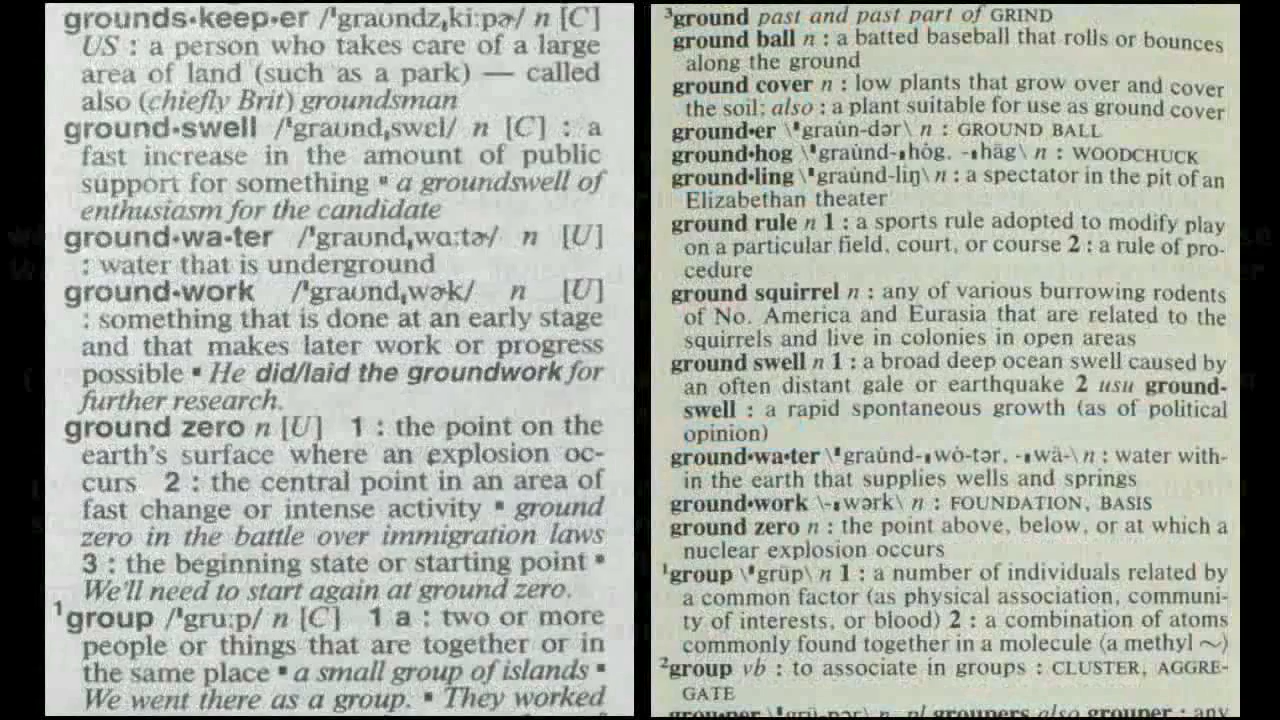 grounds•keep•er /ˈgraʊndzˌkiːpɚ/ n [C]
US : a person who takes care of a large
area of land (such as a park) — called
also (chiefly Brit) groundsman
ground•swell /ˈgraʊndˌswɛl/ n [C] : a
fast increase in the amount of public
support for something ▪ a groundswell of
enthusiasm for the candidate
ground•wa•ter /ˈgraʊndˌwɑːtɚ/ n [U]
: water that is underground
ground•work /ˈgraʊndˌwɚk/ n [U]
: something that is done at an early stage
and that makes later work or progress
possible ▪ He did/laid the groundwork for
further research.
ground zero n [U] 1 : the point on the
earth's surface where an explosion oc-
curs 2 : the central point in an area of
fast change or intense activity ▪ ground
zero in the battle over immigration laws
3 : the beginning state or starting point ▪
We'll need to start again at ground zero.
¹group /ˈgruːp/ n [C] 1 a : two or more
people or things that are together or in
the same place ▪ a small group of islands ▪
We went there as a group. ▪ They worked
³ground past and past part of GRIND
ground ball n : a batted baseball that rolls or bounces
along the ground
ground cover n : low plants that grow over and cover
the soil; also : a plant suitable for use as ground cover
ground•er \ˈgraùn-dər\ n : GROUND BALL
ground•hog \ˈgraùnd-ˌhȯg, -ˌhäg\ n : WOODCHUCK
ground•ling \ˈgraùnd-liŋ\ n : a spectator in the pit of an
Elizabethan theater
ground rule n 1 : a sports rule adopted to modify play
on a particular field, court, or course 2 : a rule of pro-
cedure
ground squirrel n : any of various burrowing rodents
of No. America and Eurasia that are related to the
squirrels and live in colonies in open areas
ground swell n 1 : a broad deep ocean swell caused by
an often distant gale or earthquake 2 usu ground-
swell : a rapid spontaneous growth (as of political
opinion)
ground•wa•ter \ˈgraùnd-ˌwȯ-tər, -ˌwä-\ n : water with-
in the earth that supplies wells and springs
ground•work \-ˌwərk\ n : FOUNDATION, BASIS
ground zero n : the point above, below, or at which a
nuclear explosion occurs
¹group \ˈgrüp\ n 1 : a number of individuals related by
a common factor (as physical association, communi-
ty of interests, or blood) 2 : a combination of atoms
commonly found together in a molecule (a methyl ~)
²group vb : to associate in groups : CLUSTER, AGGRE-
GATE